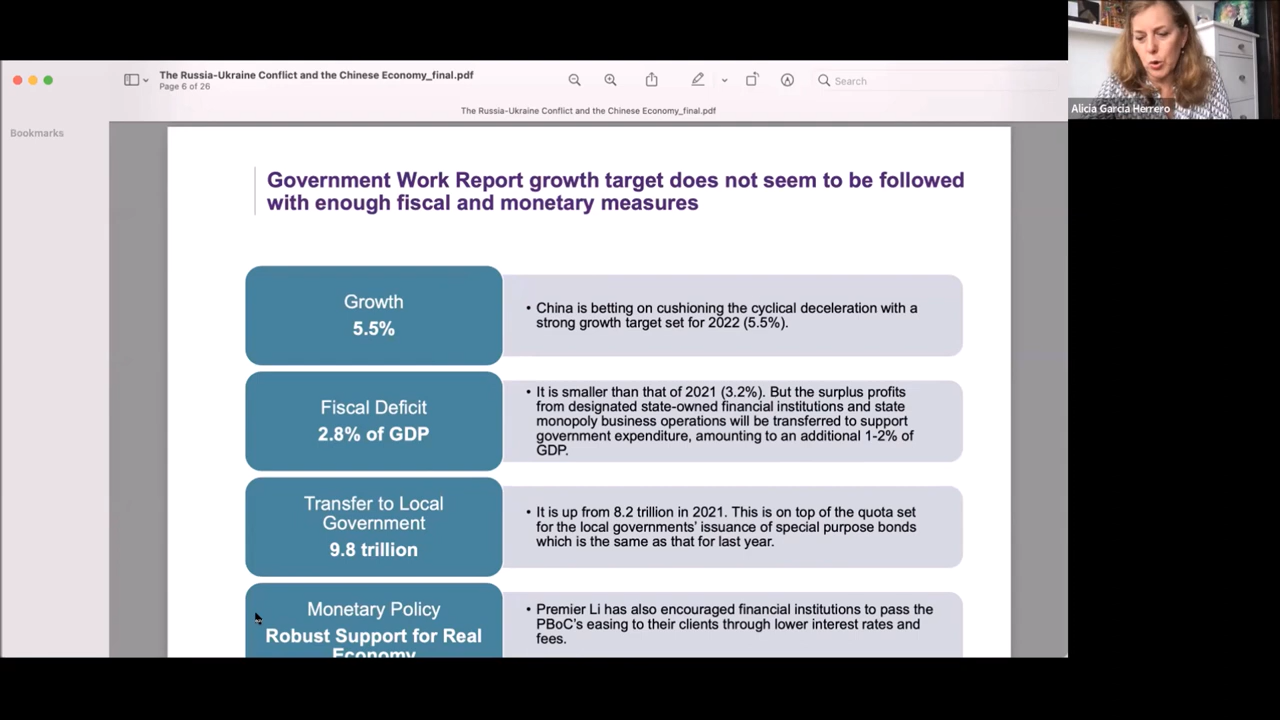 The Russia-Ukraine Conflict and the Chinese Economy_final.pdf
Page 6 of 26
Search
The Russia-Ukraine Conflict and the Chinese Economy_final.pdf
Bookmarks
Alicia Garcia Herrero
Government Work Report growth target does not seem to be followed
with enough fiscal and monetary measures
Growth
5.5%
• China is betting on cushioning the cyclical deceleration with a
strong growth target set for 2022 (5.5%).
Fiscal Deficit
2.8% of GDP
• It is smaller than that of 2021 (3.2%). But the surplus profits
from designated state-owned financial institutions and state
monopoly business operations will be transferred to support
government expenditure, amounting to an additional 1-2% of
GDP.
Transfer to Local
Government
9.8 trillion
• It is up from 8.2 trillion in 2021. This is on top of the quota set
for the local governments' issuance of special purpose bonds
which is the same as that for last year.
Monetary Policy
Robust Support for Real
Economy
• Premier Li has also encouraged financial institutions to pass the
PBoC's easing to their clients through lower interest rates and
fees.